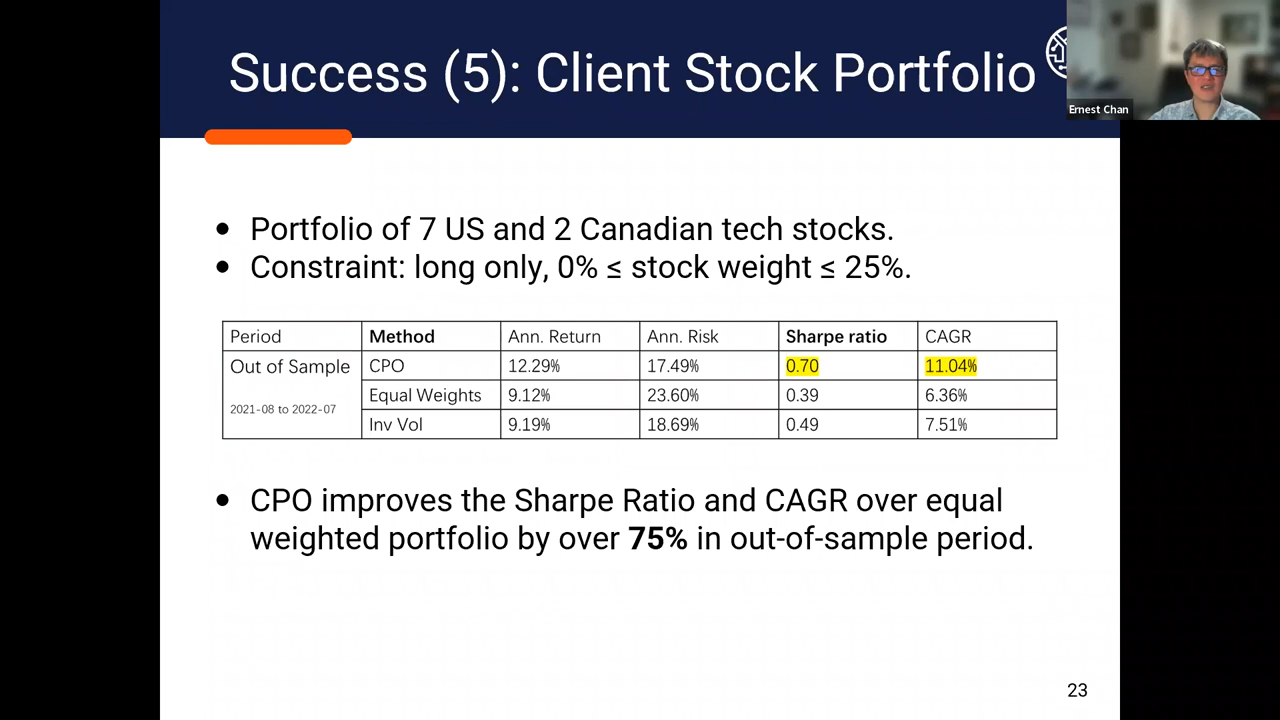 Success (5): Client Stock Portfolio
Ernest Chan
• Portfolio of 7 US and 2 Canadian tech stocks.
• Constraint: long only, 0% ≤ stock weight ≤ 25%.
Period Method Ann. Return Ann. Risk Sharpe ratio CAGR
Out of Sample CPO 12.29% 17.49% 0.70 11.04%
2021-08 to 2022-07 Equal Weights 9.12% 23.60% 0.39 6.36%
Inv Vol 9.19% 18.69% 0.49 7.51%
• CPO improves the Sharpe Ratio and CAGR over equal
weighted portfolio by over 75% in out-of-sample period.
23